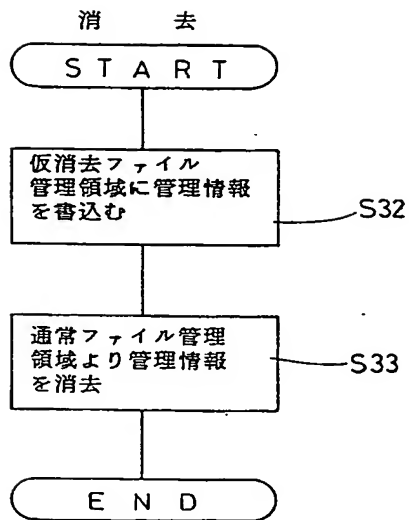 消去
START
仮消去ファイル
管理領域に管理情報
を書込む
S32
通常ファイル管理
領域より管理情報
を消去
S33
END